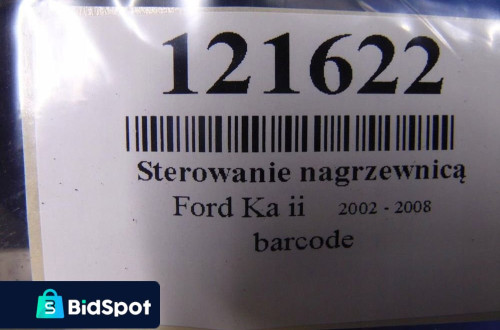 121622
Sterowanie nagrzewnicą
Ford Ka ii 2002 - 2008
barcode
BidSpot